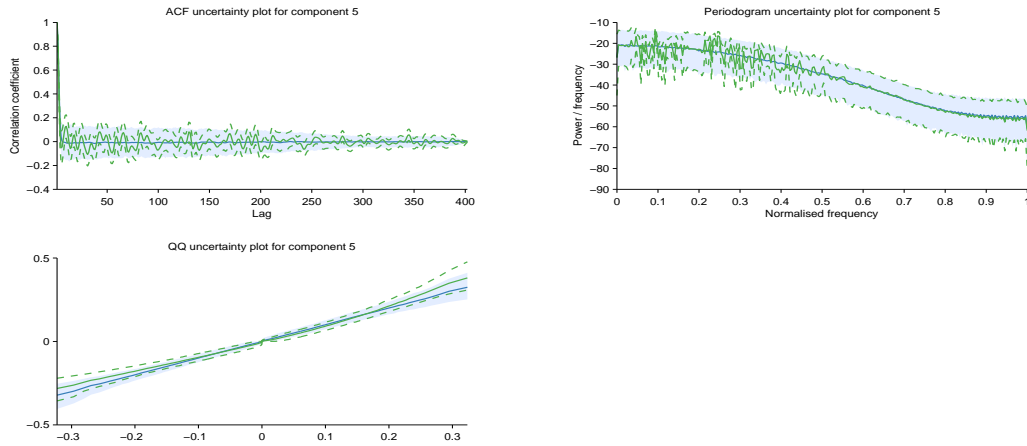 ACF uncertainty plot for component 5
Correlation coefficient
1
0.8
0.6
0.4
0.2
0
−0.2
−0.4
50 100 150 200 250 300 350 400
Lag
Periodogram uncertainty plot for component 5
Power / frequency
−10
−20
−30
−40
−50
−60
−70
−80
−90
0 0.1 0.2 0.3 0.4 0.5 0.6 0.7 0.8 0.9 1
Normalised frequency
QQ uncertainty plot for component 5
0.5
0
−0.5
−0.3 −0.2 −0.1 0 0.1 0.2 0.3